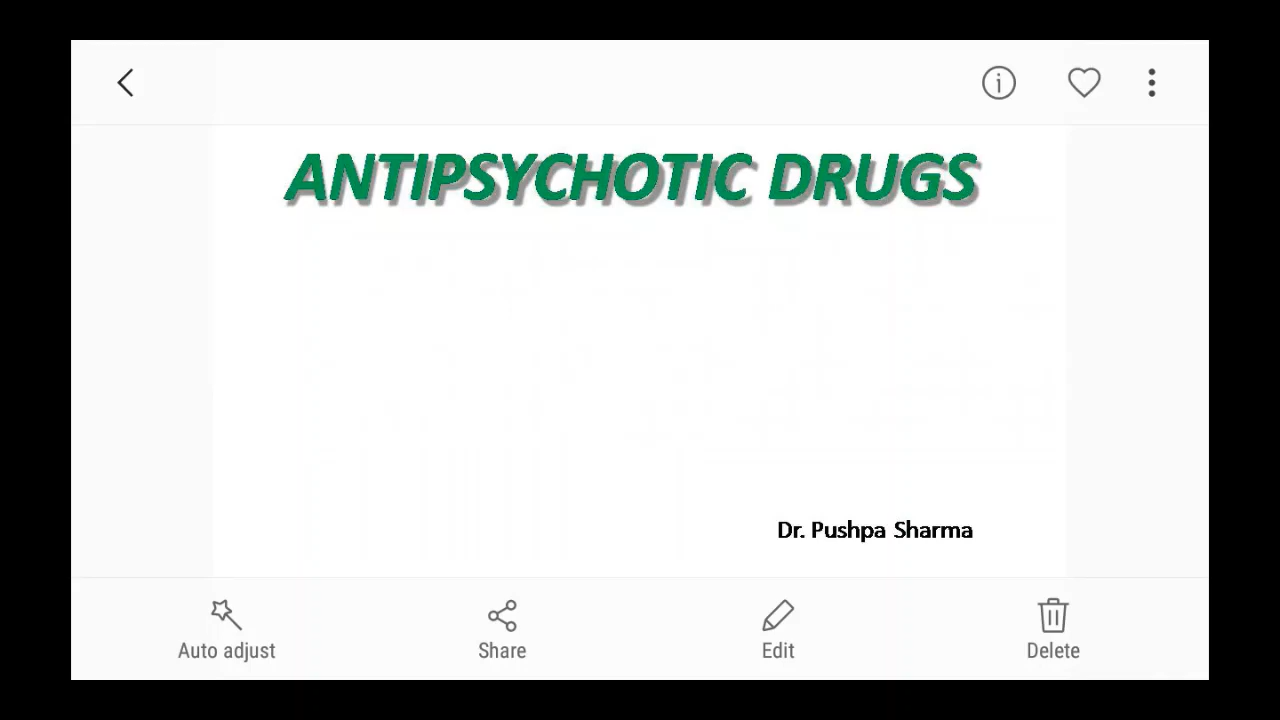 ANTIPSYCHOTIC DRUGS
Dr. Pushpa Sharma
Auto adjust
Share
Edit
Delete